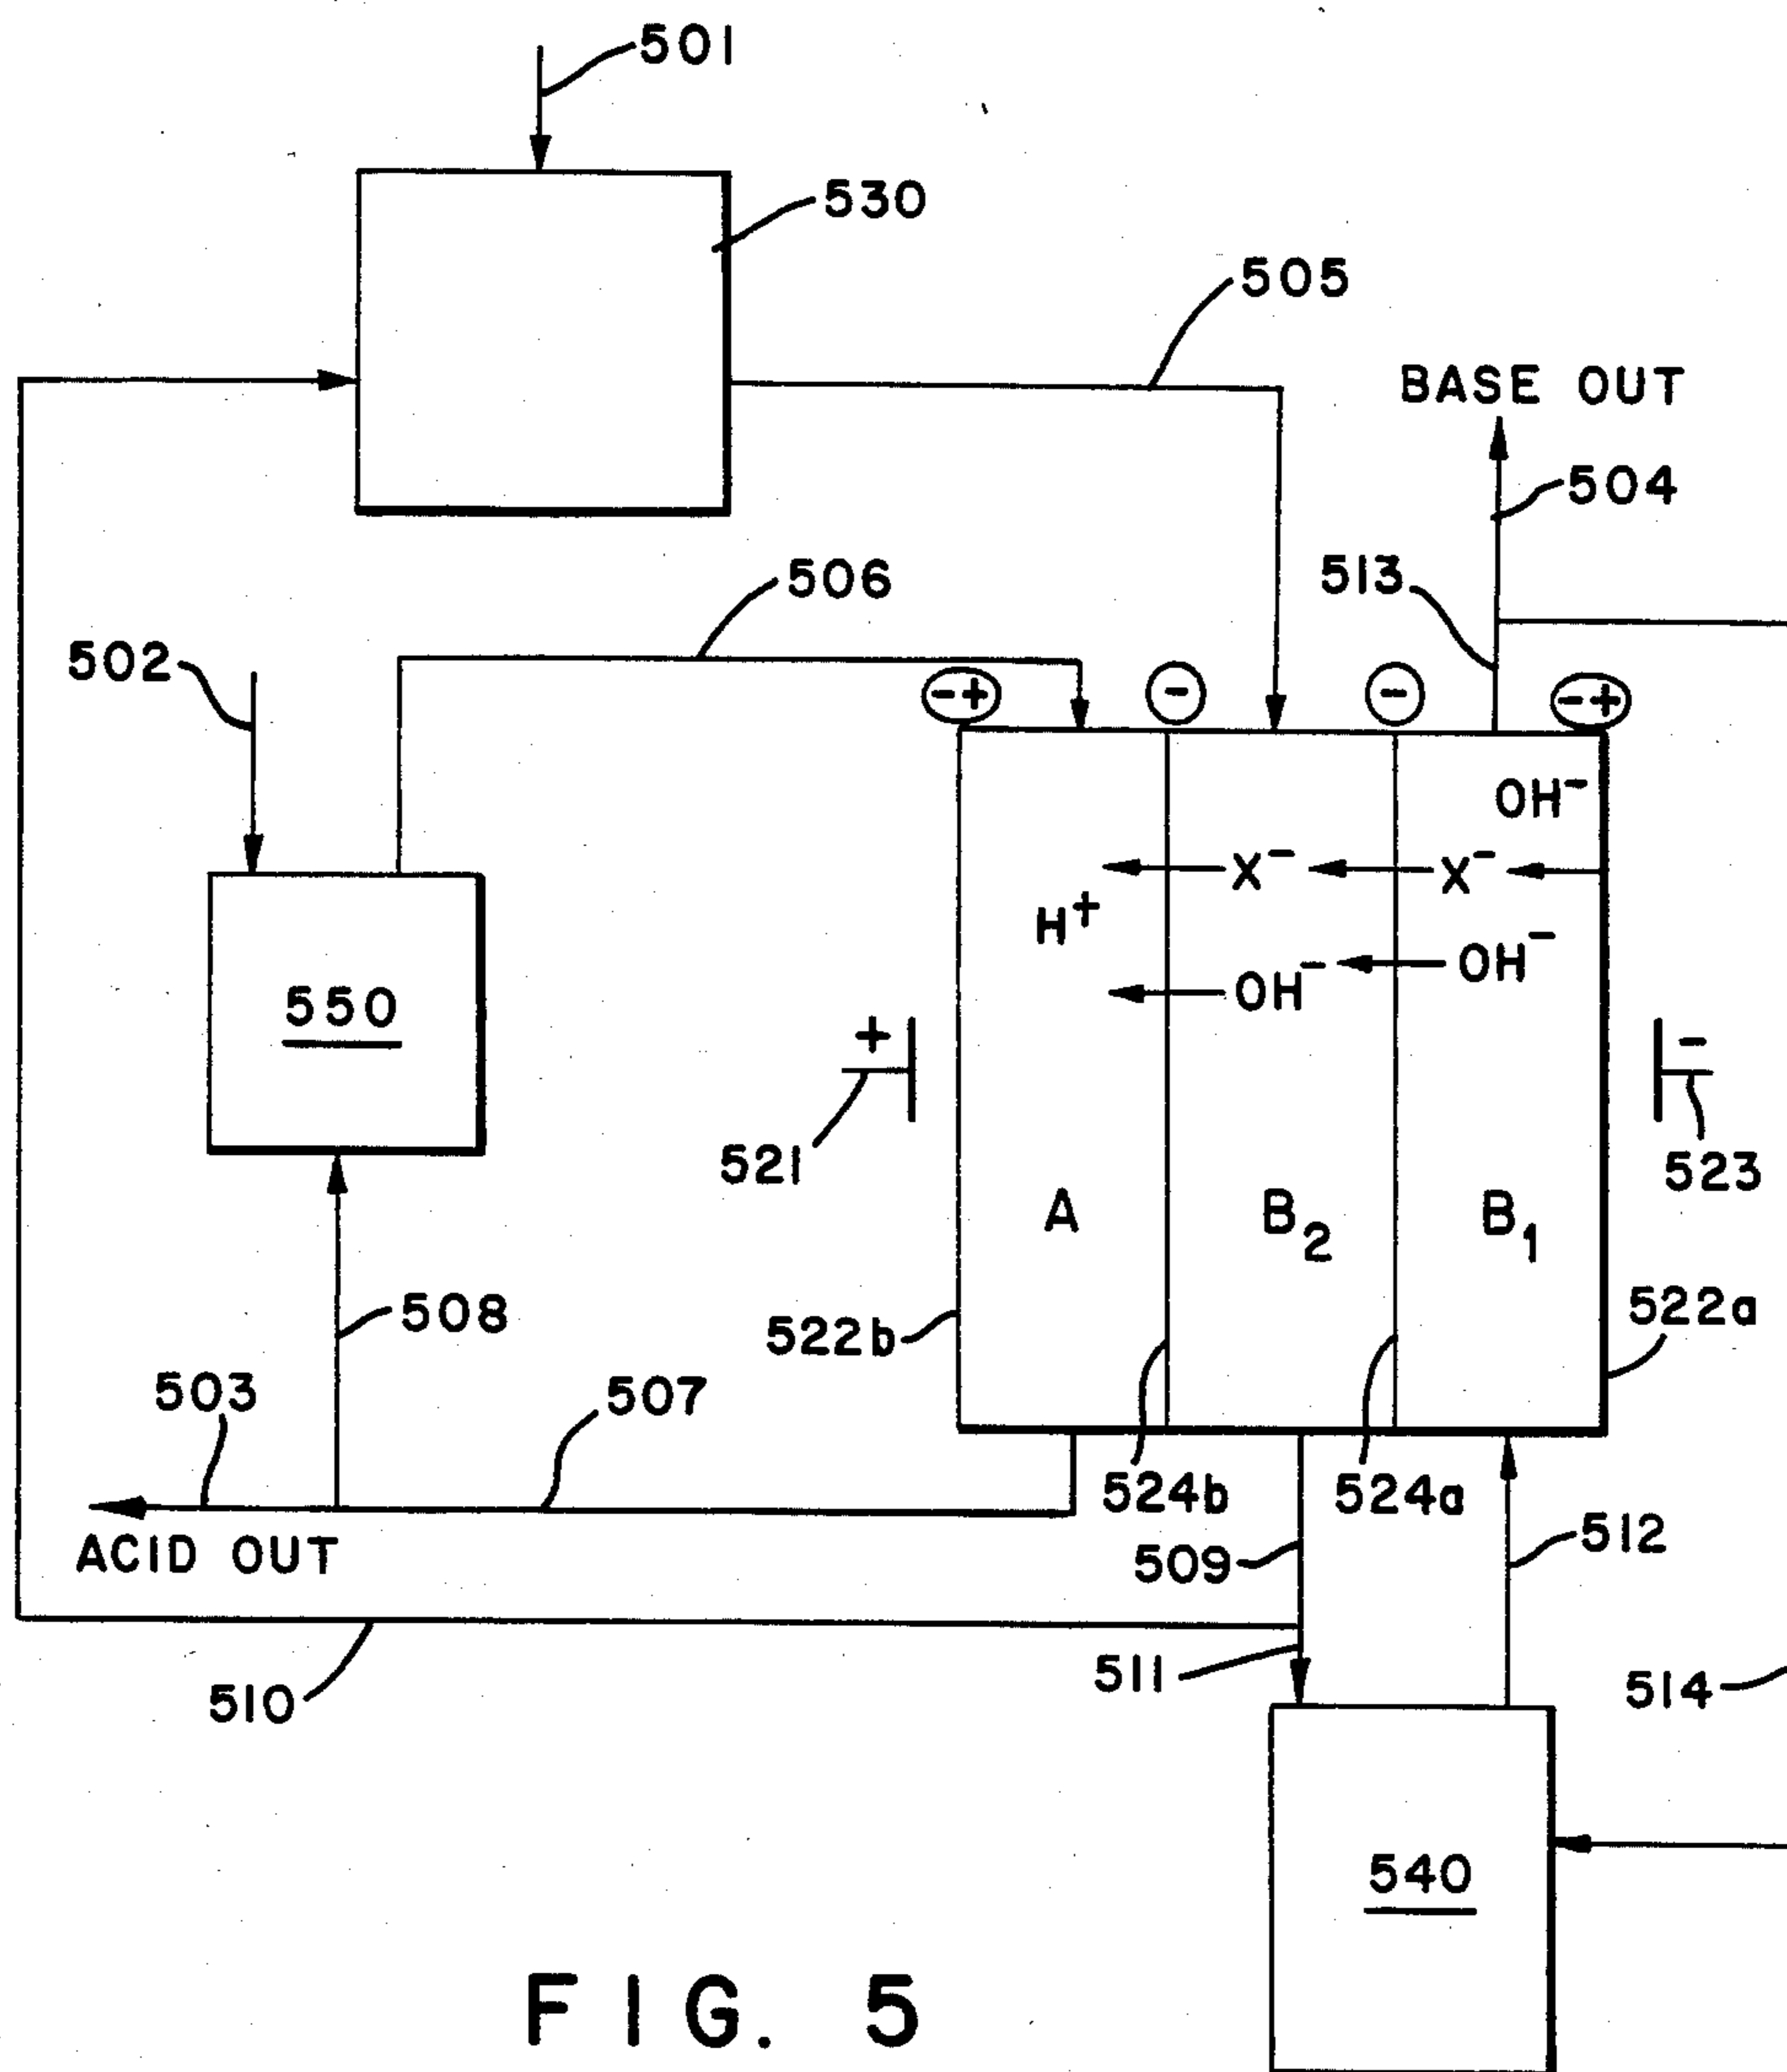 501
530
505
BASE OUT
504
506
513
502
-+
-
-
-+
OH⁻
X⁻
X⁻
H⁺
OH⁻
OH⁻
550
+
-
521
523
A
B₂
B₁
508
522b
522a
503
507
524b
524a
ACID OUT
509
512
510
511
514
540
FIG. 5